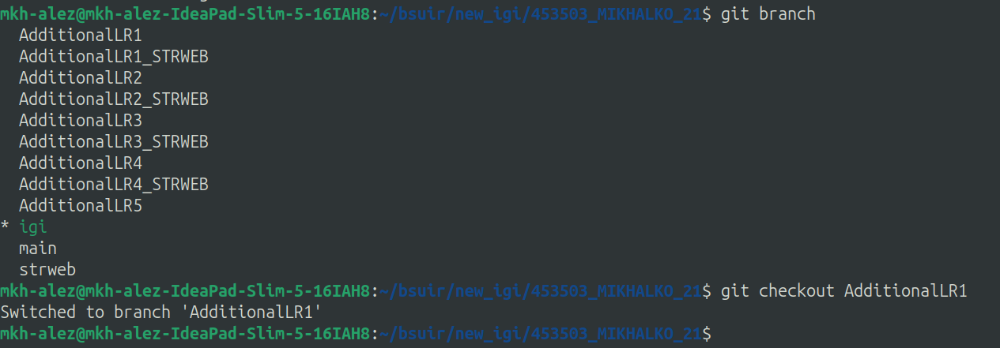 mkh-alez@mkh-alez-IdeaPad-Slim-5-16IAH8:~/bsuir/new_igi/453503_MIKHALKO_21$ git branch
  AdditionalLR1
  AdditionalLR1_STRWEB
  AdditionalLR2
  AdditionalLR2_STRWEB
  AdditionalLR3
  AdditionalLR3_STRWEB
  AdditionalLR4
  AdditionalLR4_STRWEB
  AdditionalLR5
* igi
  main
  strweb
mkh-alez@mkh-alez-IdeaPad-Slim-5-16IAH8:~/bsuir/new_igi/453503_MIKHALKO_21$ git checkout AdditionalLR1
Switched to branch 'AdditionalLR1'
mkh-alez@mkh-alez-IdeaPad-Slim-5-16IAH8:~/bsuir/new_igi/453503_MIKHALKO_21$